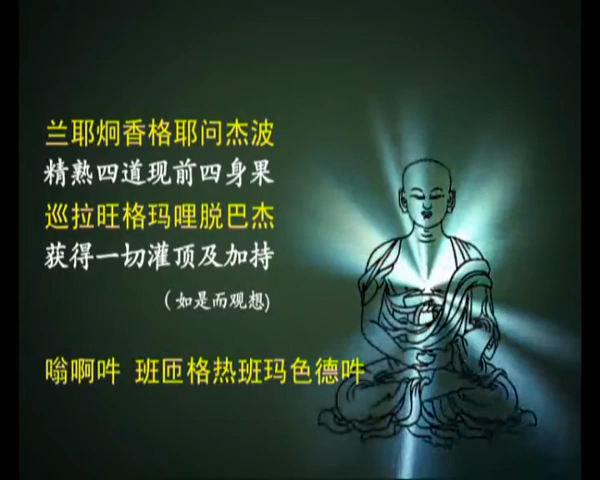 兰耶炯香格耶问杰波
精熟四道现前四身果
巡拉旺格玛哩脱巴杰
获得一切灌顶及加持
（如是而观想)
嗡啊吽 班匝格热班玛色德吽